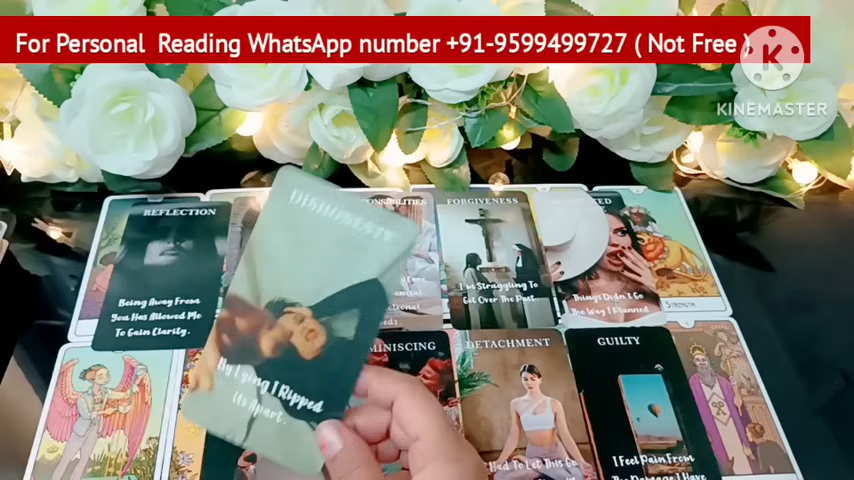 For Personal Reading WhatsApp number +91-9599499727 ( Not Free )
K
KINEMASTER
REFLECTION
Being Away From
You Has Allowed Me
To Gain Clarity.
DISHONESTY
By Lying I Ripped
Us Apart.
FORGIVENESS
I'm Struggling To
Get Over The Past.
Things Didn't Go
The Way I Planned
STRENGTH
MINISCING
DETACHMENT
Had To Let This Go
GUILTY
I Feel Pain From
The Damage I Have